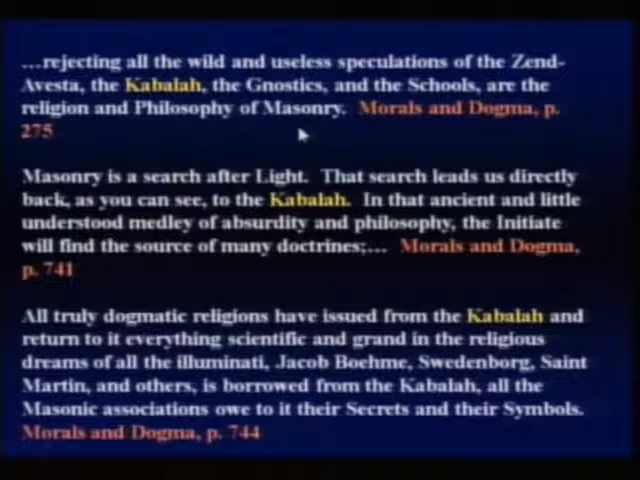 ...rejecting all the wild and useless speculations of the Zend-
Avesta, the Kabalah, the Gnostics, and the Schools, are the
religion and Philosophy of Masonry.  Morals and Dogma, p.
275
Masonry is a search after Light.  That search leads us directly
back, as you can see, to the Kabalah.  In that ancient and little
understood medley of absurdity and philosophy, the Initiate
will find the source of many doctrines;...  Morals and Dogma,
p. 741
All truly dogmatic religions have issued from the Kabalah and
return to it everything scientific and grand in the religious
dreams of all the illuminati, Jacob Boehme, Swedenborg, Saint
Martin, and others, is borrowed from the Kabalah, all the
Masonic associations owe to it their Secrets and their Symbols.
Morals and Dogma, p. 744